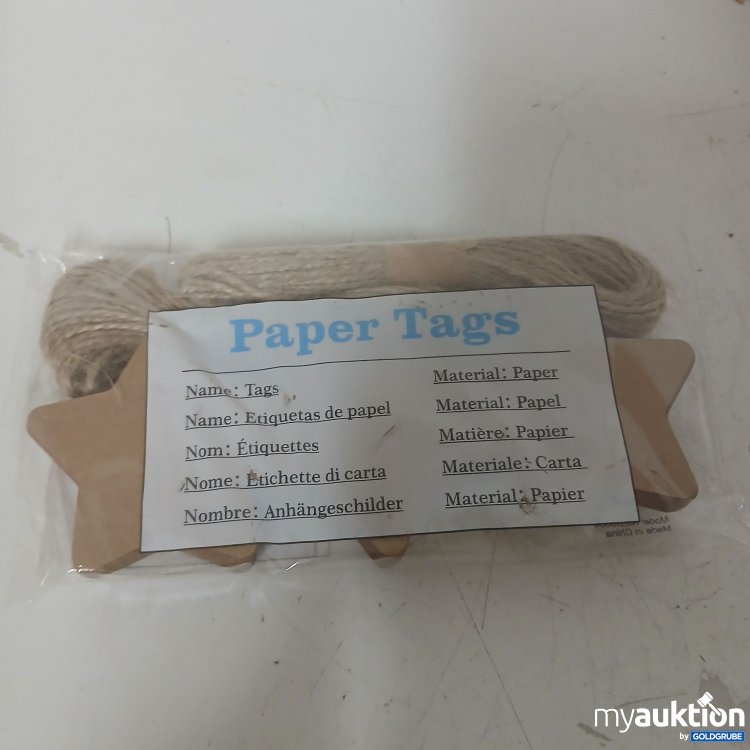 Paper Tags
Name: Tags
Name: Etiquetas de papel
Nom: Étiquettes
Nome: Etichette di carta
Nombre: Anhängeschilder
Material: Paper
Material: Papel
Matière: Papier
Materiale: Carta
Material: Papier
Made in China
myauktion
by GOLDGRUBE